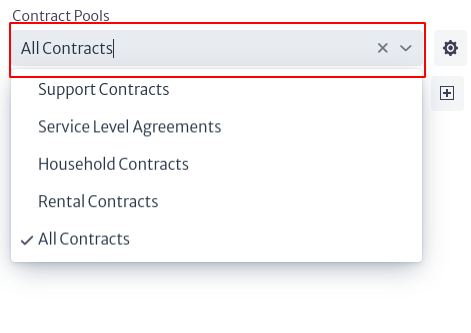 Contract Pools
All Contracts
Support Contracts
Service Level Agreements
Household Contracts
Rental Contracts
All Contracts